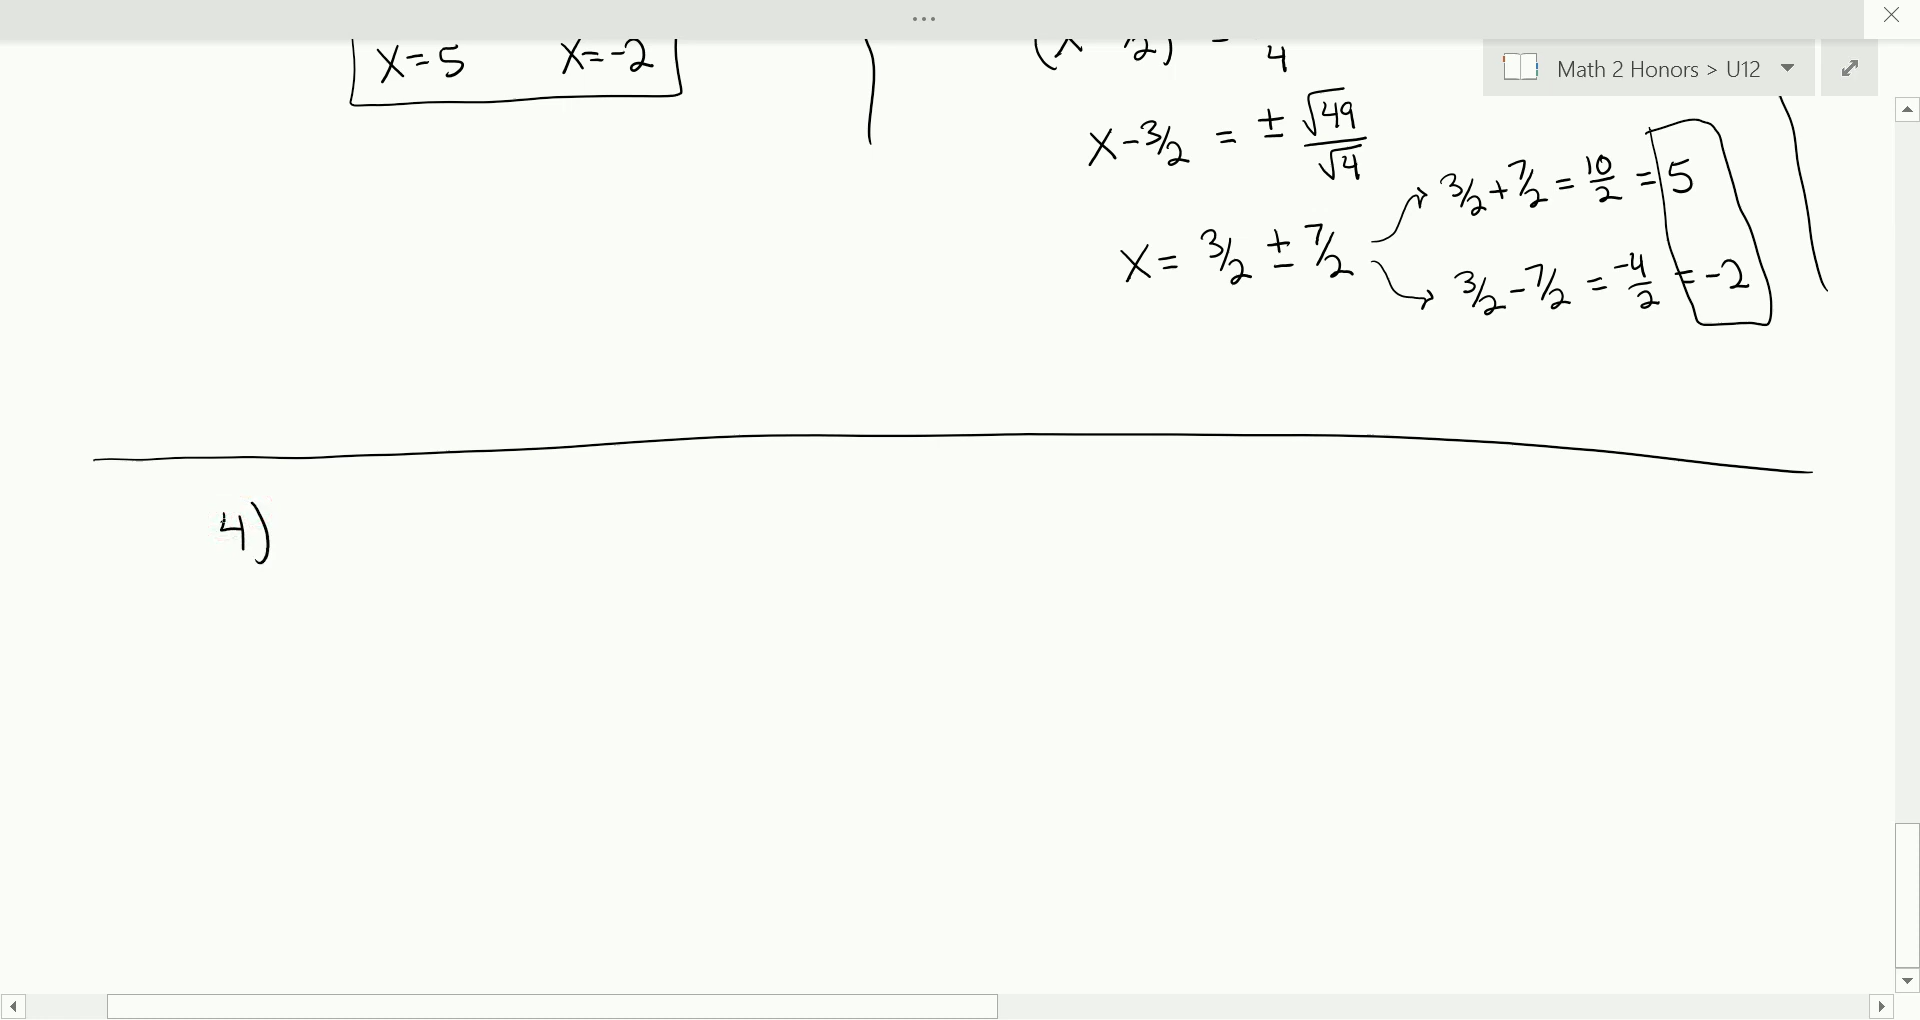 ...
Math 2 Honors > U12
x=5 x=-2
4
x-3/2 = ± √49/√4
3/2+7/2 = 10/2 = 5
x = 3/2 ± 7/2
3/2-7/2 = -4/2 = -2
4)